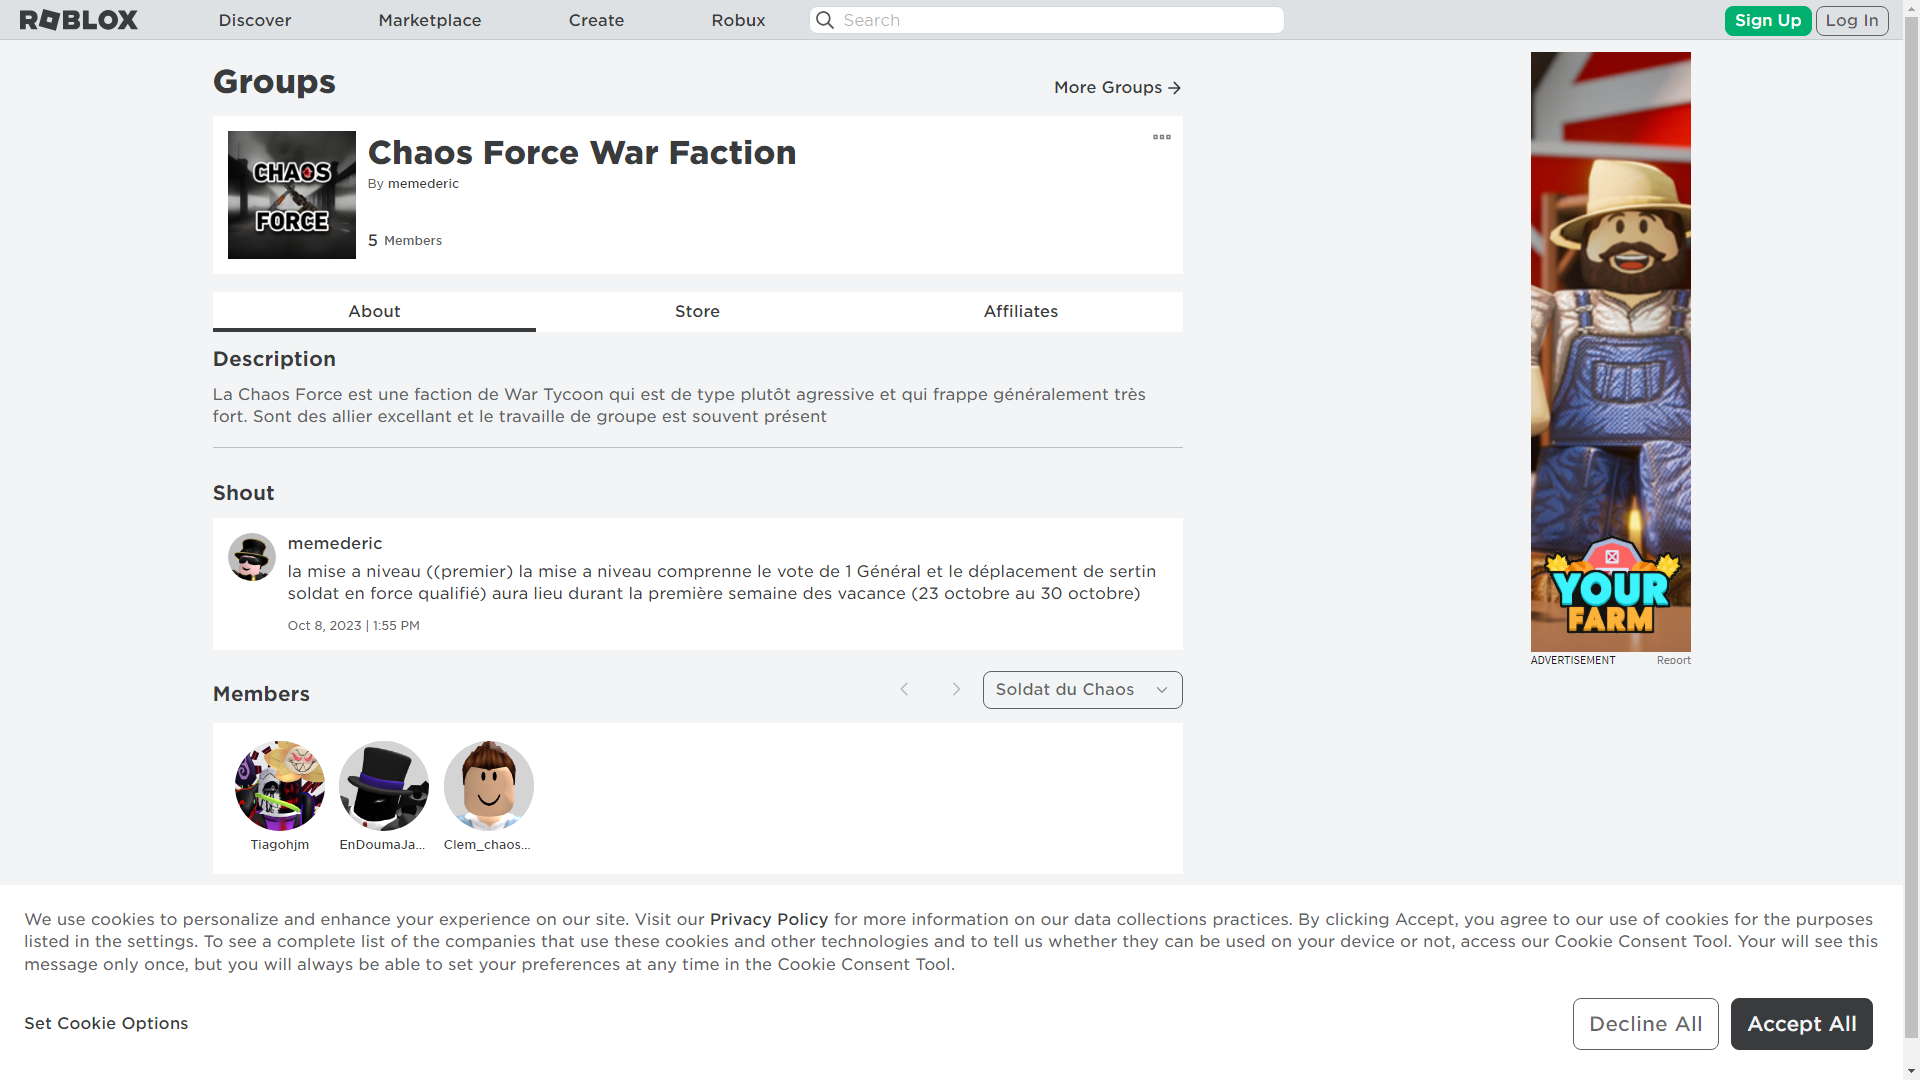 ROBLOX
Discover
Marketplace
Create
Robux
Search
Sign Up
Log In
Groups
More Groups
CHAOS
FORCE
Chaos Force War Faction
By memederic
5 Members
About
Store
Affiliates
Description
La Chaos Force est une faction de War Tycoon qui est de type plutôt agressive et qui frappe généralement très
fort. Sont des allier excellant et le travaille de groupe est souvent présent
Shout
memederic
la mise a niveau ((premier) la mise a niveau comprenne le vote de 1 Général et le déplacement de sertin
soldat en force qualifié) aura lieu durant la première semaine des vacance (23 octobre au 30 octobre)
Oct 8, 2023 | 1:55 PM
YOUR
FARM
ADVERTISEMENT
Report
Members
Soldat du Chaos
Tiagohjm
EnDoumaJa...
Clem_chaos...
We use cookies to personalize and enhance your experience on our site. Visit our Privacy Policy for more information on our data collections practices. By clicking Accept, you agree to our use of cookies for the purposes
listed in the settings. To see a complete list of the companies that use these cookies and other technologies and to tell us whether they can be used on your device or not, access our Cookie Consent Tool. Your will see this
message only once, but you will always be able to set your preferences at any time in the Cookie Consent Tool.
Set Cookie Options
Decline All
Accept All